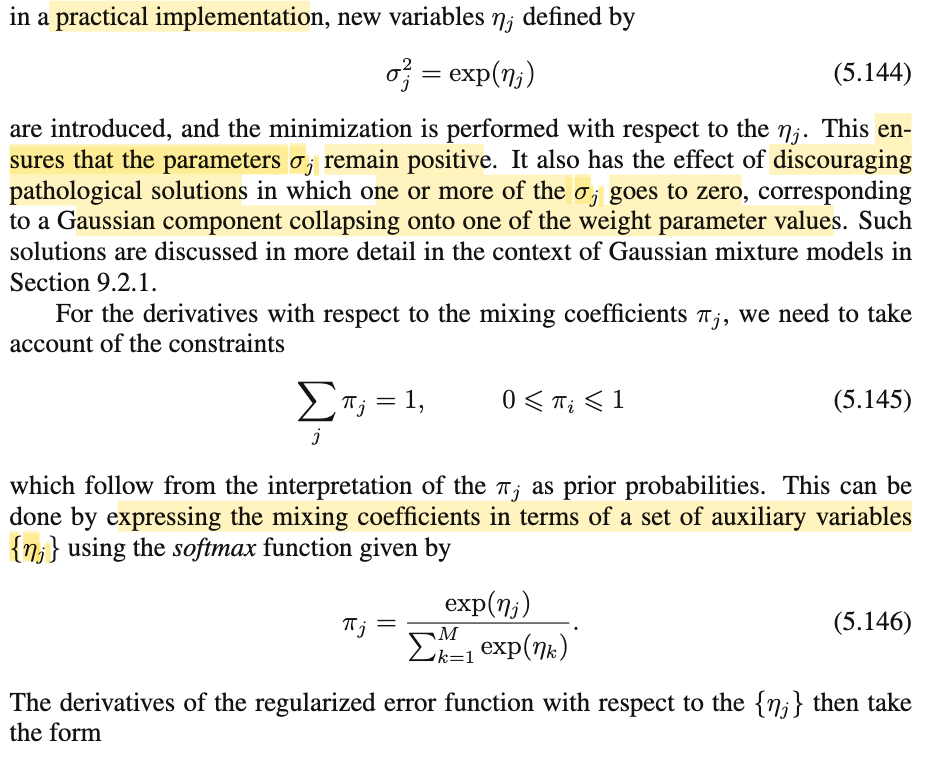 in a practical implementation, new variables ηⱼ defined by
σⱼ² = exp(ηⱼ) (5.144)
are introduced, and the minimization is performed with respect to the ηⱼ. This en-
sures that the parameters σⱼ remain positive. It also has the effect of discouraging
pathological solutions in which one or more of the σⱼ goes to zero, corresponding
to a Gaussian component collapsing onto one of the weight parameter values. Such
solutions are discussed in more detail in the context of Gaussian mixture models in
Section 9.2.1.
For the derivatives with respect to the mixing coefficients πⱼ, we need to take
account of the constraints
∑ⱼ πⱼ = 1, 0 ⩽ πᵢ ⩽ 1 (5.145)
which follow from the interpretation of the πⱼ as prior probabilities. This can be
done by expressing the mixing coefficients in terms of a set of auxiliary variables
{ηⱼ} using the softmax function given by
πⱼ = exp(ηⱼ) / ∑ₖ₌₁ᴹ exp(ηₖ) . (5.146)
The derivatives of the regularized error function with respect to the {ηⱼ} then take
the form